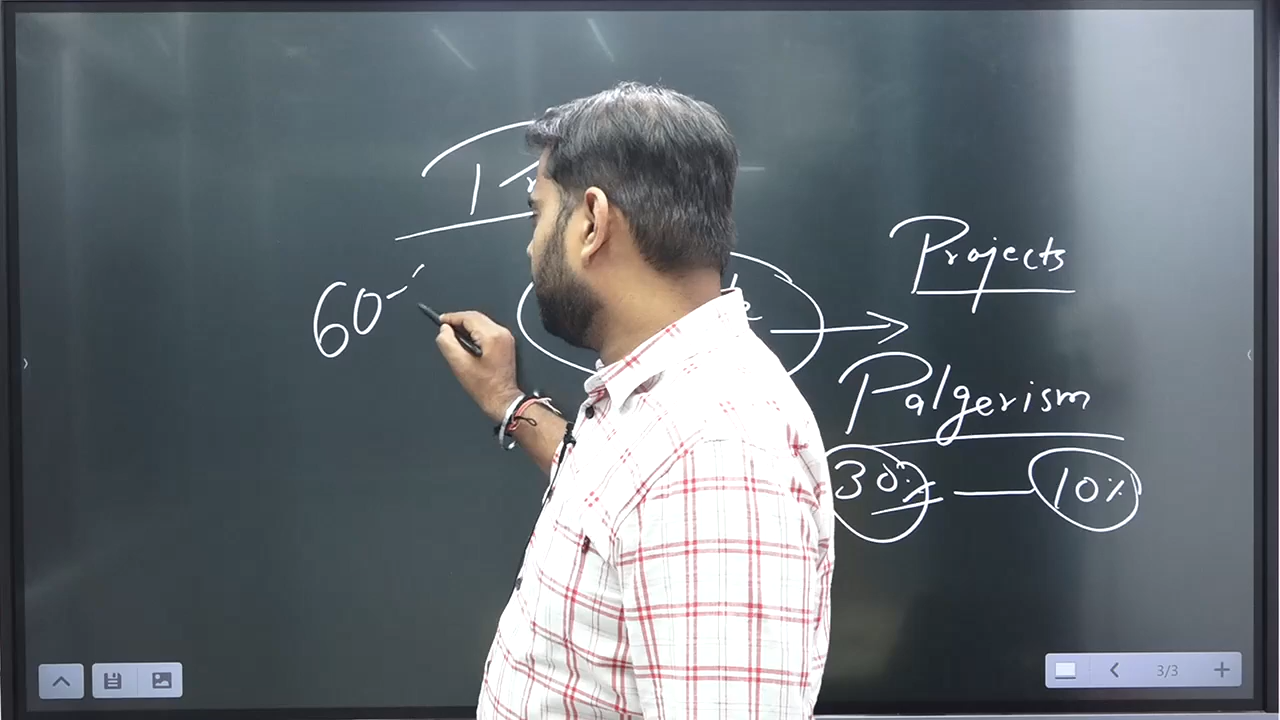 Projects
60-
Palgerism
30% — 10%
3/3